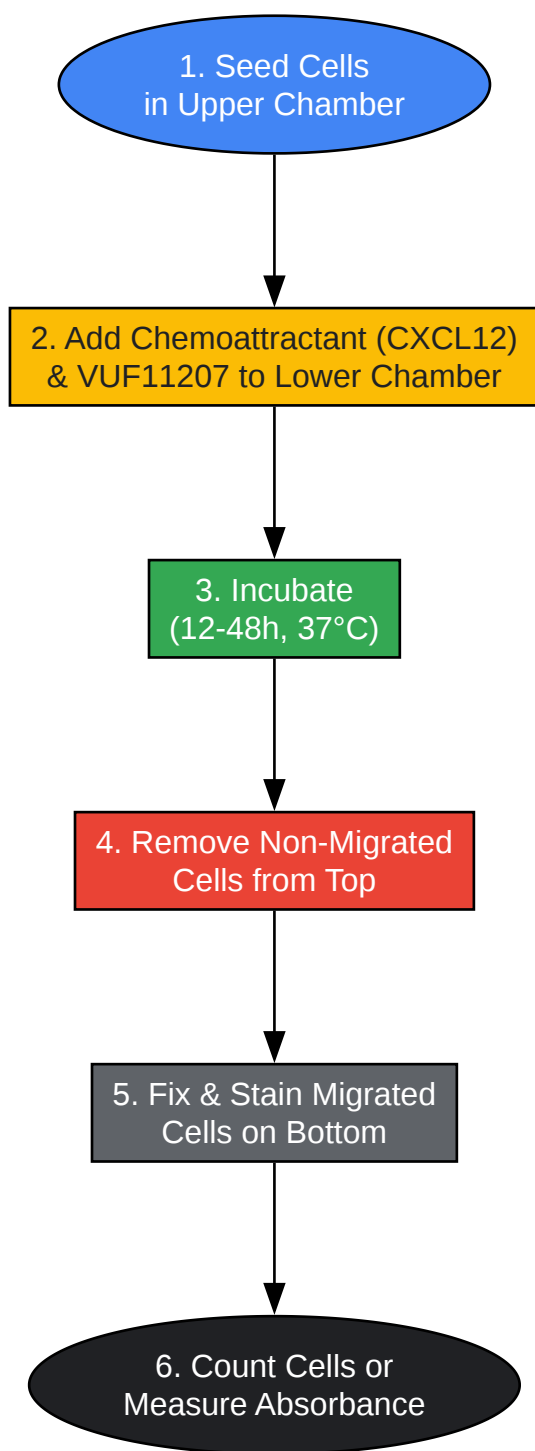 1. Seed Cells
in Upper Chamber
2. Add Chemoattractant (CXCL12)
& VUF11207 to Lower Chamber
3. Incubate
(12-48h, 37°C)
4. Remove Non-Migrated
Cells from Top
5. Fix & Stain Migrated
Cells on Bottom
6. Count Cells or
Measure Absorbance